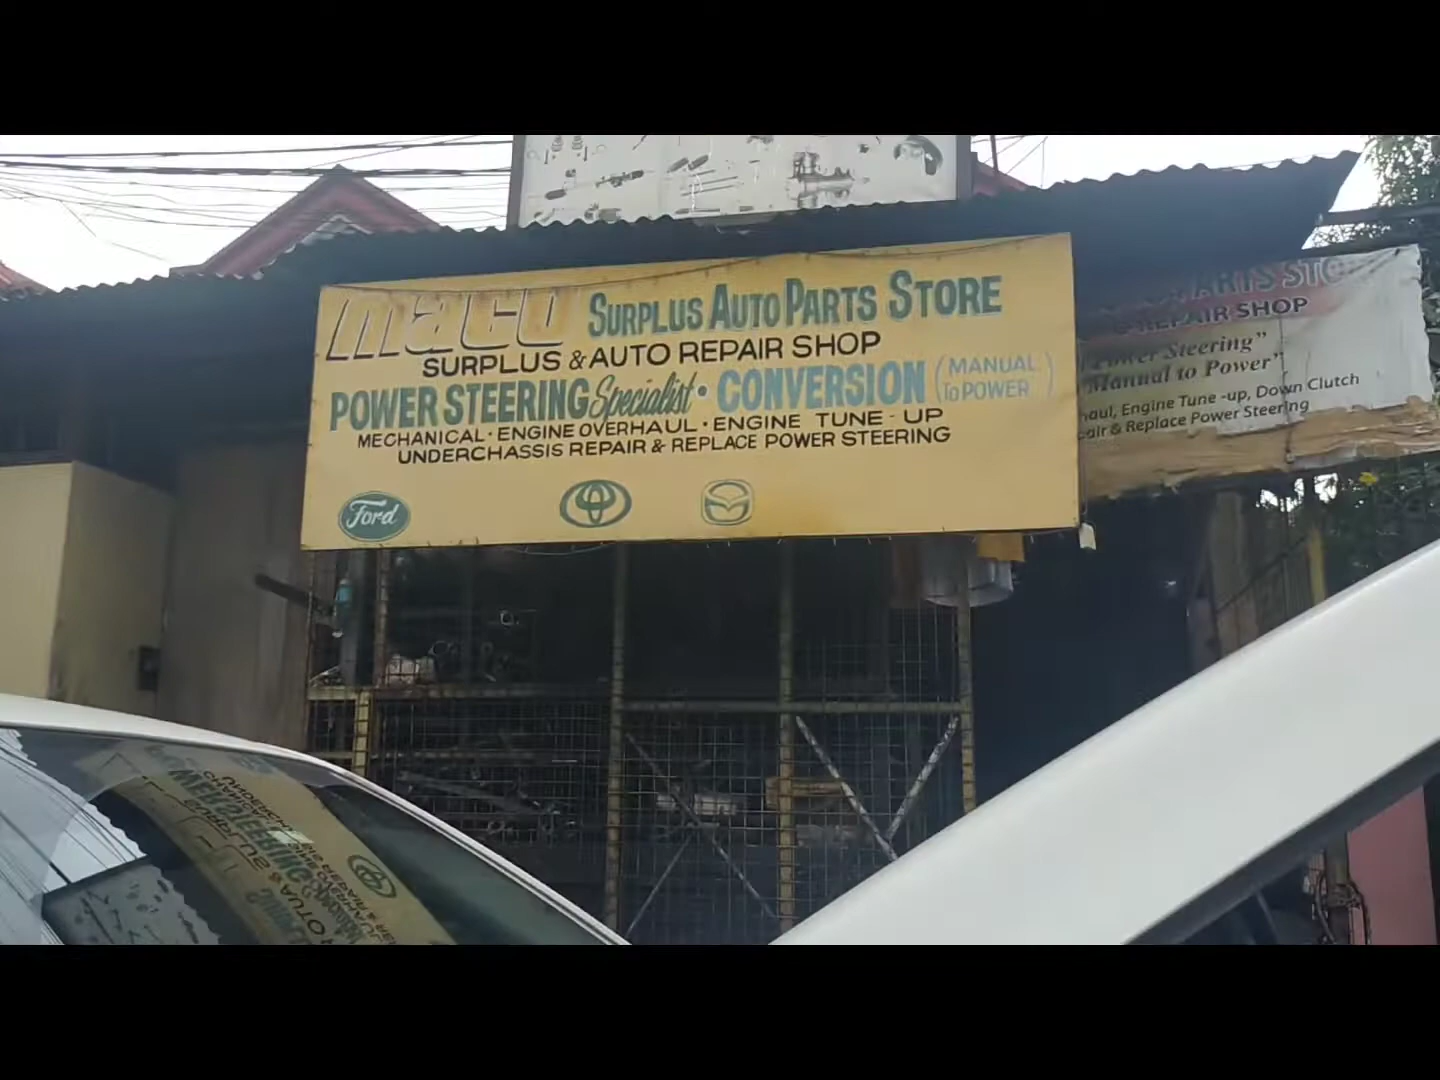 maco SURPLUS AUTO PARTS STORE
SURPLUS & AUTO REPAIR SHOP
POWER STEERING Specialist · CONVERSION (MANUAL To POWER)
MECHANICAL · ENGINE OVERHAUL · ENGINE TUNE - UP
UNDERCHASSIS REPAIR & REPLACE POWER STEERING
Ford
PARTS STO
REPAIR SHOP
Power Steering"
Manual to Power"
haul, Engine Tune -up, Down Clutch
air & Replace Power Steering